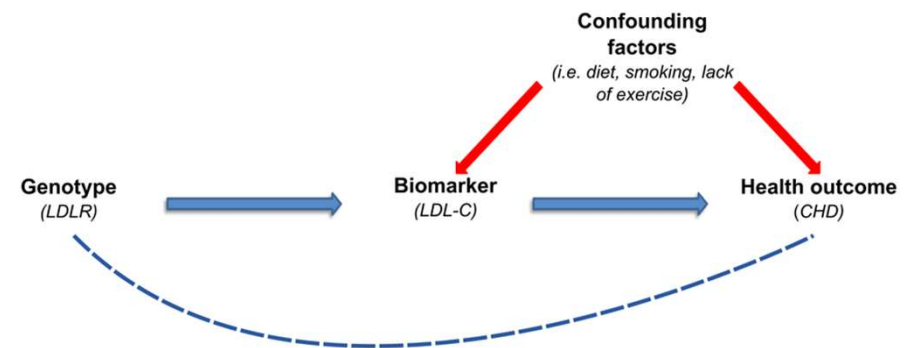 Confounding
factors
(i.e. diet, smoking, lack
of exercise)
Genotype
(LDLR)
Biomarker
(LDL-C)
Health outcome
(CHD)